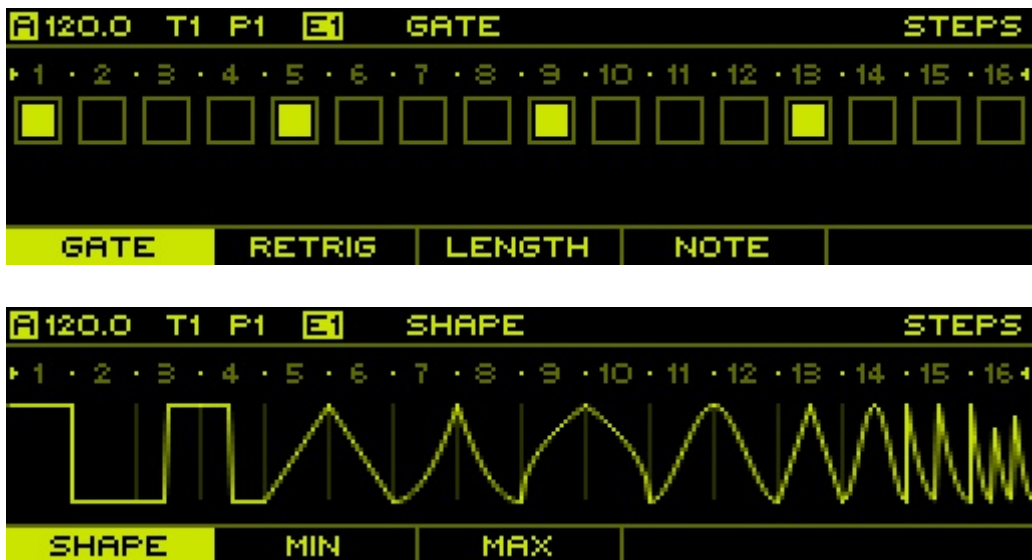 A 120.0 T1 P1 E1 GATE STEPS
1 · 2 · 3 · 4 · 5 · 6 · 7 · 8 · 9 · 10 · 11 · 12 · 13 · 14 · 15 · 16
GATE RETRIG LENGTH NOTE
A 120.0 T1 P1 E1 SHAPE STEPS
1 · 2 · 3 · 4 · 5 · 6 · 7 · 8 · 9 · 10 · 11 · 12 · 13 · 14 · 15 · 16
SHAPE MIN MAX